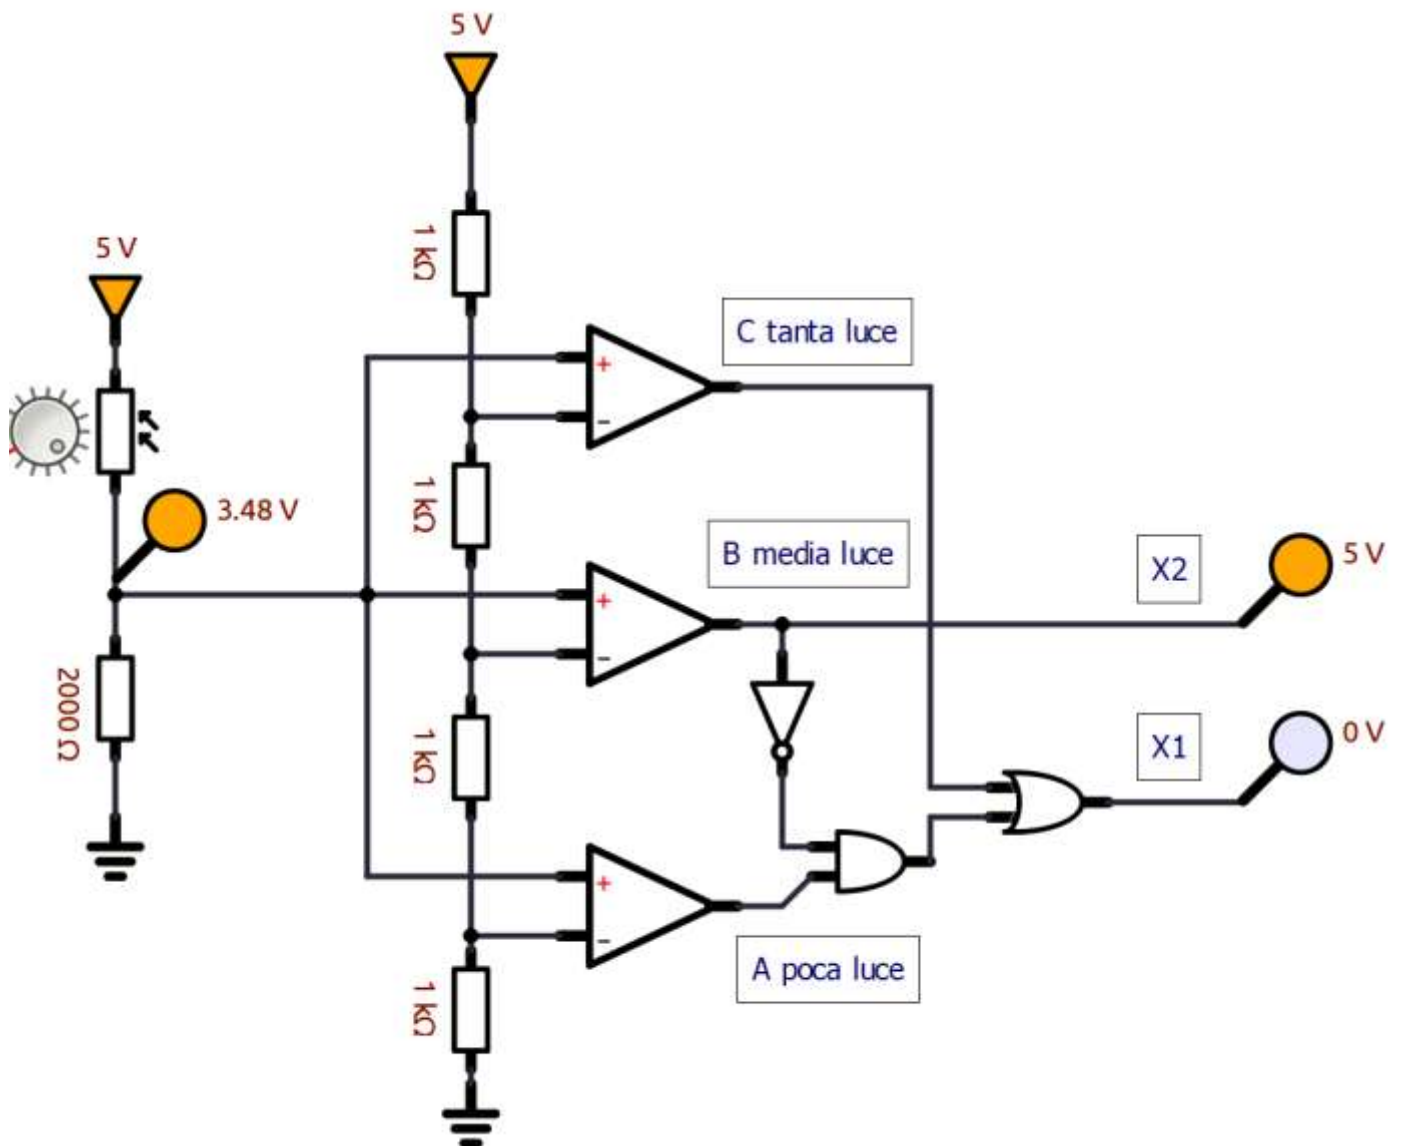 5 V
1 kΩ
5 V
C tanta luce
+
-
1 kΩ
3.48 V
B media luce
X2
5 V
+
-
2000 Ω
1 kΩ
X1
0 V
+
-
A poca luce
1 kΩ